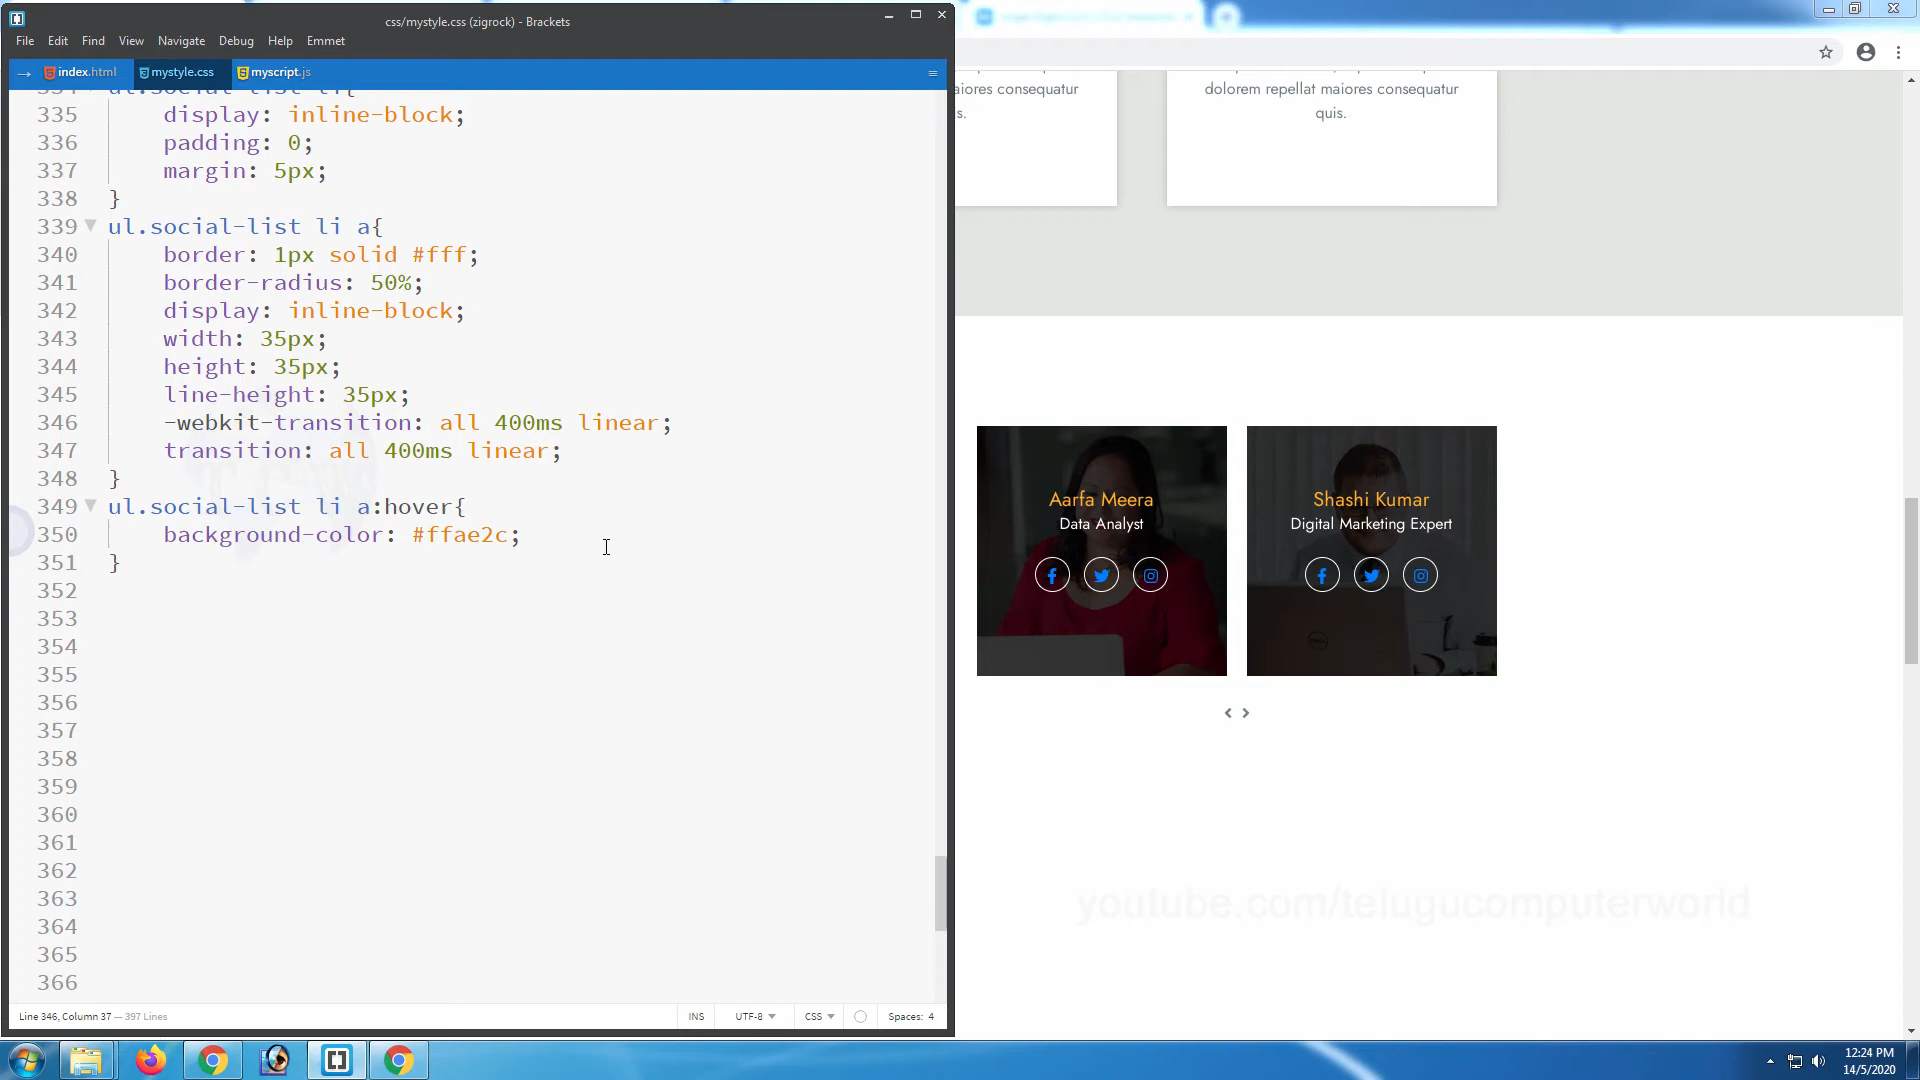 css/mystyle.css (zigrock) - Brackets
File Edit Find View Navigate Debug Help Emmet
index.html mystyle.css myscript.js
335 display: inline-block;
336 padding: 0;
337 margin: 5px;
338 }
339 ul.social-list li a{
340 border: 1px solid #fff;
341 border-radius: 50%;
342 display: inline-block;
343 width: 35px;
344 height: 35px;
345 line-height: 35px;
346 -webkit-transition: all 400ms linear;
347 transition: all 400ms linear;
348 }
349 ul.social-list li a:hover{
350 background-color: #ffae2c;
351 }
352
353
354
355
356
357
358
359
360
361
362
363
364
365
366
Line 346, Column 37 — 397 Lines
INS UTF-8 CSS Spaces: 4
maiores consequatur
dolorem repellat maiores consequatur
quis.
Aarfa Meera
Data Analyst
Shashi Kumar
Digital Marketing Expert
youtube.com/telugucomputerworld
12:24 PM
14/5/2020